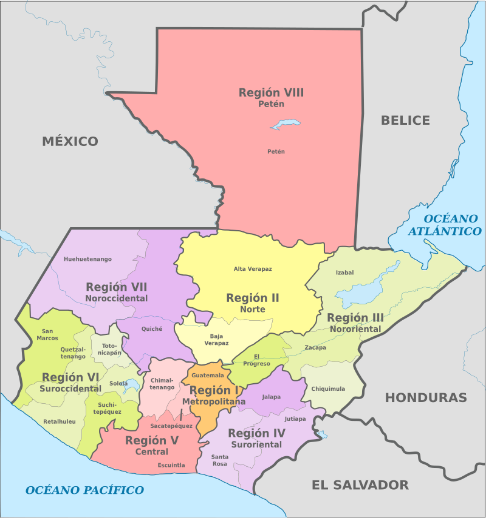 Región VIII
Petén
Petén
BELICE
MÉXICO
OCÉANO
ATLÁNTICO
Huehuetenango
Alta Verapaz
Izabal
Región VII
Noroccidental
Región II
Norte
Región III
Nororiental
Quiché
San
Marcos
Quetzal-
tenango
Toto-
nicapán
Baja
Verapaz
Zacapa
El
Progreso
Región VI
Suroccidental
Sololá
Chimal-
tenango
Guatemala
Región I
Metropolitana
Chiquimula
Jalapa
HONDURAS
Suchi-
tepéquez
Retalhuleu
Sacatepéquez
Jutiapa
Región V
Central
Región IV
Suroriental
Escuintla
Santa
Rosa
OCÉANO PACÍFICO
EL SALVADOR